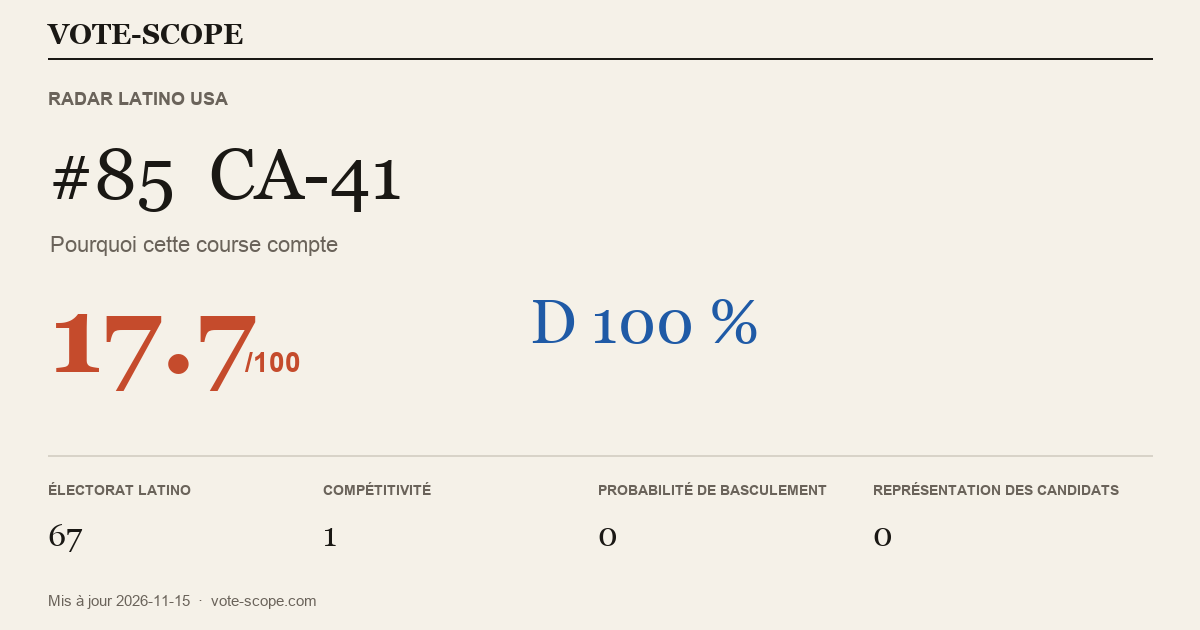 VOTE-SCOPE
RADAR LATINO USA
#85 CA-41
Pourquoi cette course compte
17.7/100
D 100 %
ÉLECTORAT LATINO
COMPÉTITIVITÉ
PROBABILITÉ DE BASCULEMENT
REPRÉSENTATION DES CANDIDATS
67
1
0
0
Mis à jour 2026-11-15 · vote-scope.com